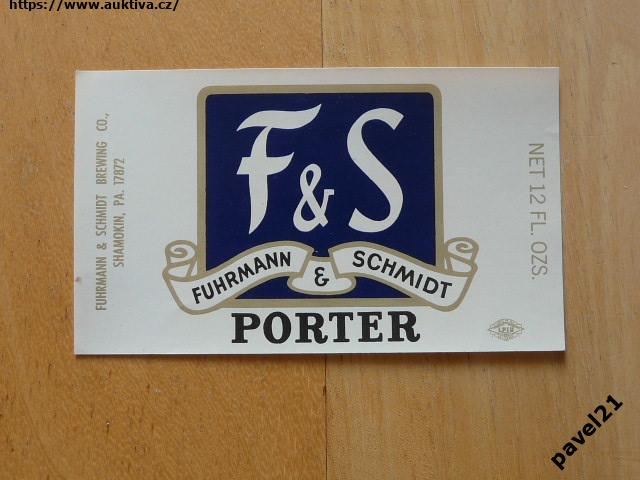 https://www.auktiva.cz/
FUHRMANN & SCHMIDT BREWING CO.,
SHAMOKIN, PA. 17872
F&S
FUHRMANN & SCHMIDT
PORTER
NET 12 FL. OZS.
pavel21